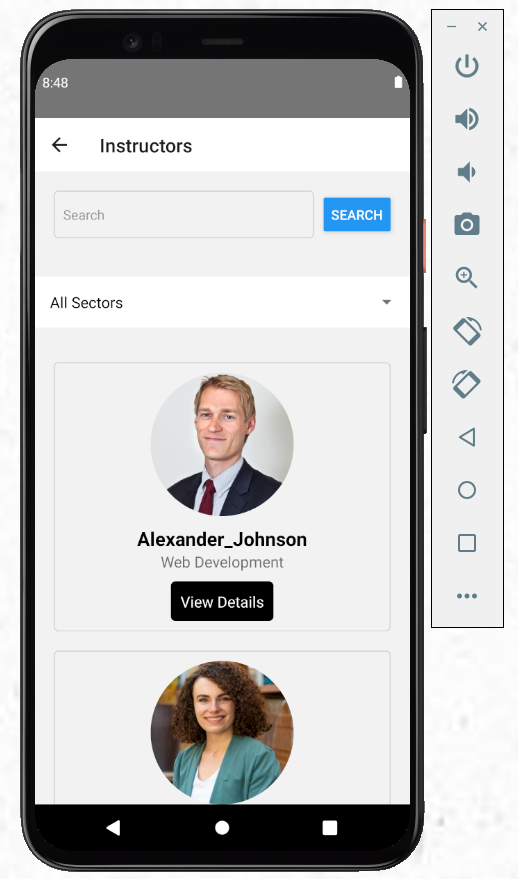 8:48
Instructors
Search
SEARCH
All Sectors
Alexander_Johnson
Web Development
View Details